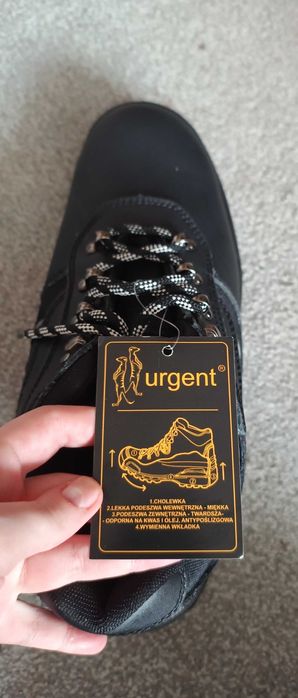 urgent®
1.CHOLEWKA
2.LEKKA PODESZWA WEWNĘTRZNA - MIĘKKA
3.PODESZWA ZEWNĘTRZNA - TWARDSZA-
- ODPORNA NA KWAS I OLEJ, ANTYPOŚLIZGOWA
4.WYMIENNA WKŁADKA